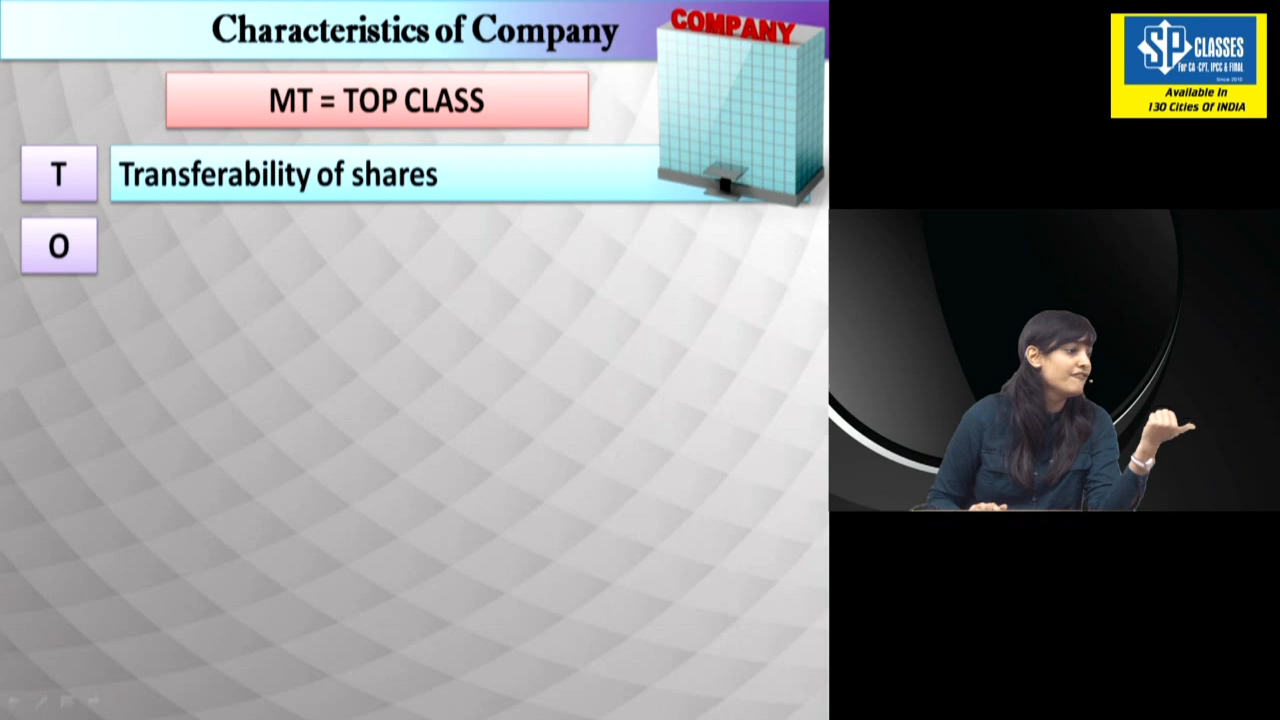 Characteristics of Company
COMPANY
MT = TOP CLASS
T
Transferability of shares
O
SP CLASSES
For CA -CPT, IPCC & FINAL
Since 2010
Available In
130 Cities Of INDIA